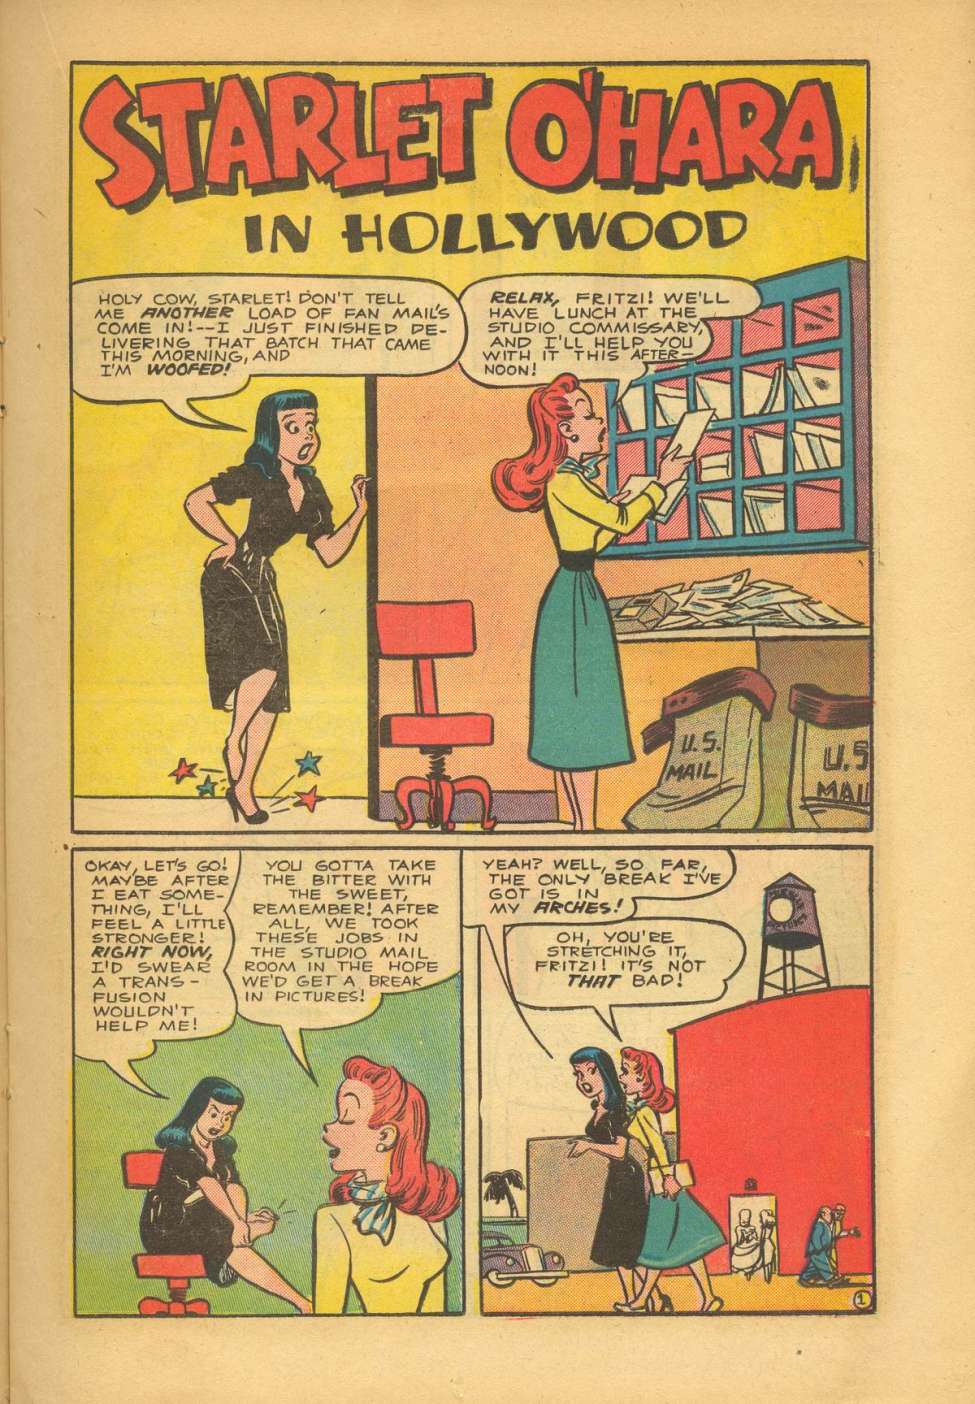 STARLET O'HARA
IN HOLLYWOOD
HOLY COW, STARLET! DON'T TELL
ME ANOTHER LOAD OF FAN MAIL'S
COME IN!--I JUST FINISHED DE-
LIVERING THAT BATCH THAT CAME
THIS MORNING, AND
I'M WOOFED!
RELAX, FRITZI! WE'LL
HAVE LUNCH AT THE
STUDIO COMMISSARY,
AND I'LL HELP YOU
WITH IT THIS AFTER-
NOON!
U.S.
MAIL
U.S
MAIL
OKAY, LET'S GO!
MAYBE AFTER
I EAT SOME-
THING, I'LL
FEEL A LITTLE
STRONGER!
RIGHT NOW,
I'D SWEAR
A TRANS-
FUSION
WOULDN'T
HELP ME!
YOU GOTTA TAKE
THE BITTER WITH
THE SWEET,
REMEMBER! AFTER
ALL, WE TOOK
THESE JOBS IN
THE STUDIO MAIL
ROOM IN THE HOPE
WE'D GET A BREAK
IN PICTURES!
YEAH? WELL, SO FAR,
THE ONLY BREAK I'VE
GOT IS IN
MY ARCHES!
OH, YOU'RE
STRETCHING IT,
FRITZI! IT'S NOT
THAT BAD!
1